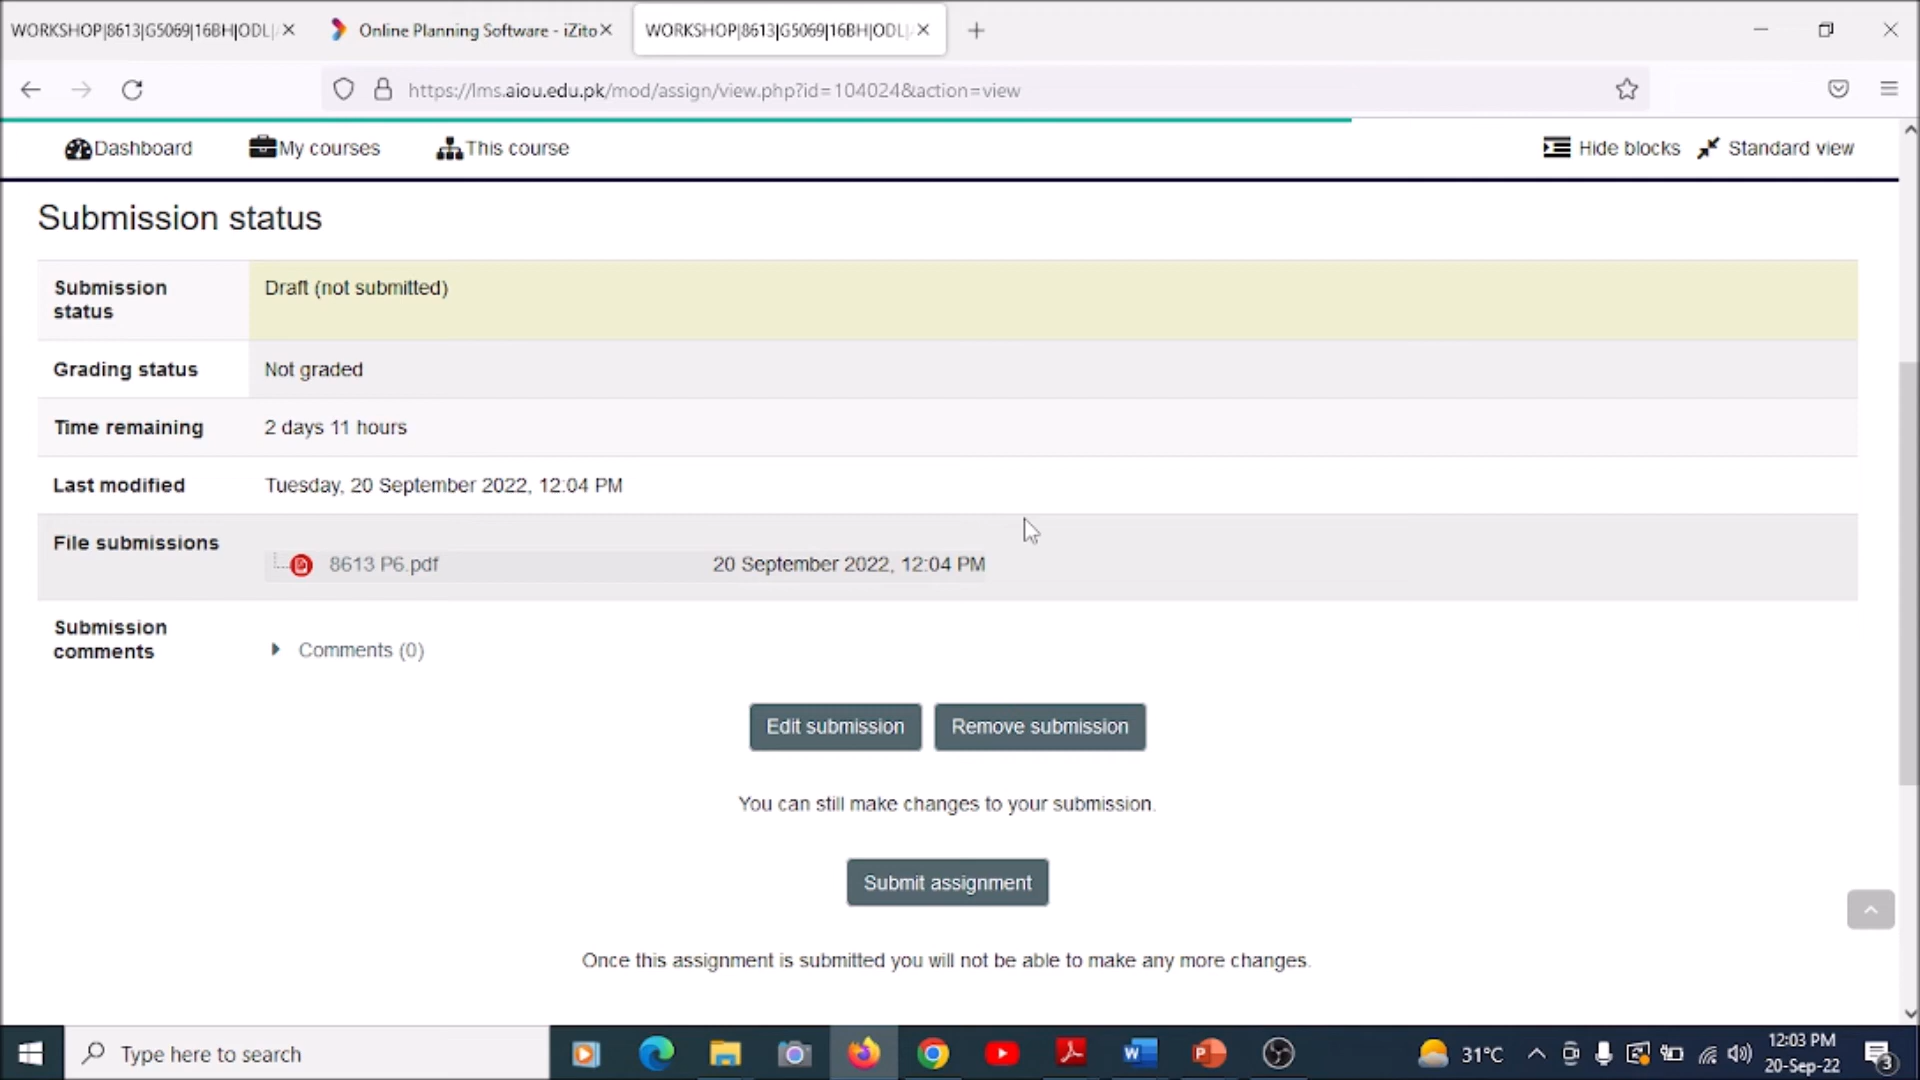 WORKSHOP|8613|G5069|16BH|ODL|
Online Planning Software - iZito
WORKSHOP|8613|G5069|16BH|ODL|
https://lms.aiou.edu.pk/mod/assign/view.php?id=104024&action=view
Dashboard
My courses
This course
Hide blocks
Standard view
Submission status
Submission
status
Draft (not submitted)
Grading status
Not graded
Time remaining
2 days 11 hours
Last modified
Tuesday, 20 September 2022, 12:04 PM
File submissions
8613 P6.pdf
20 September 2022, 12:04 PM
Submission
comments
Comments (0)
Edit submission
Remove submission
You can still make changes to your submission.
Submit assignment
Once this assignment is submitted you will not be able to make any more changes.
Type here to search
31°C
12:03 PM
20-Sep-22
3